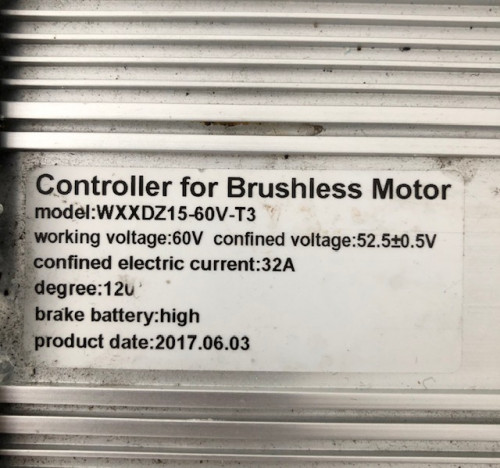 Controller for Brushless Motor
model:WXXDZ15-60V-T3
working voltage:60V confined voltage:52.5±0.5V
confined electric current:32A
degree:120
brake battery:high
product date:2017.06.03